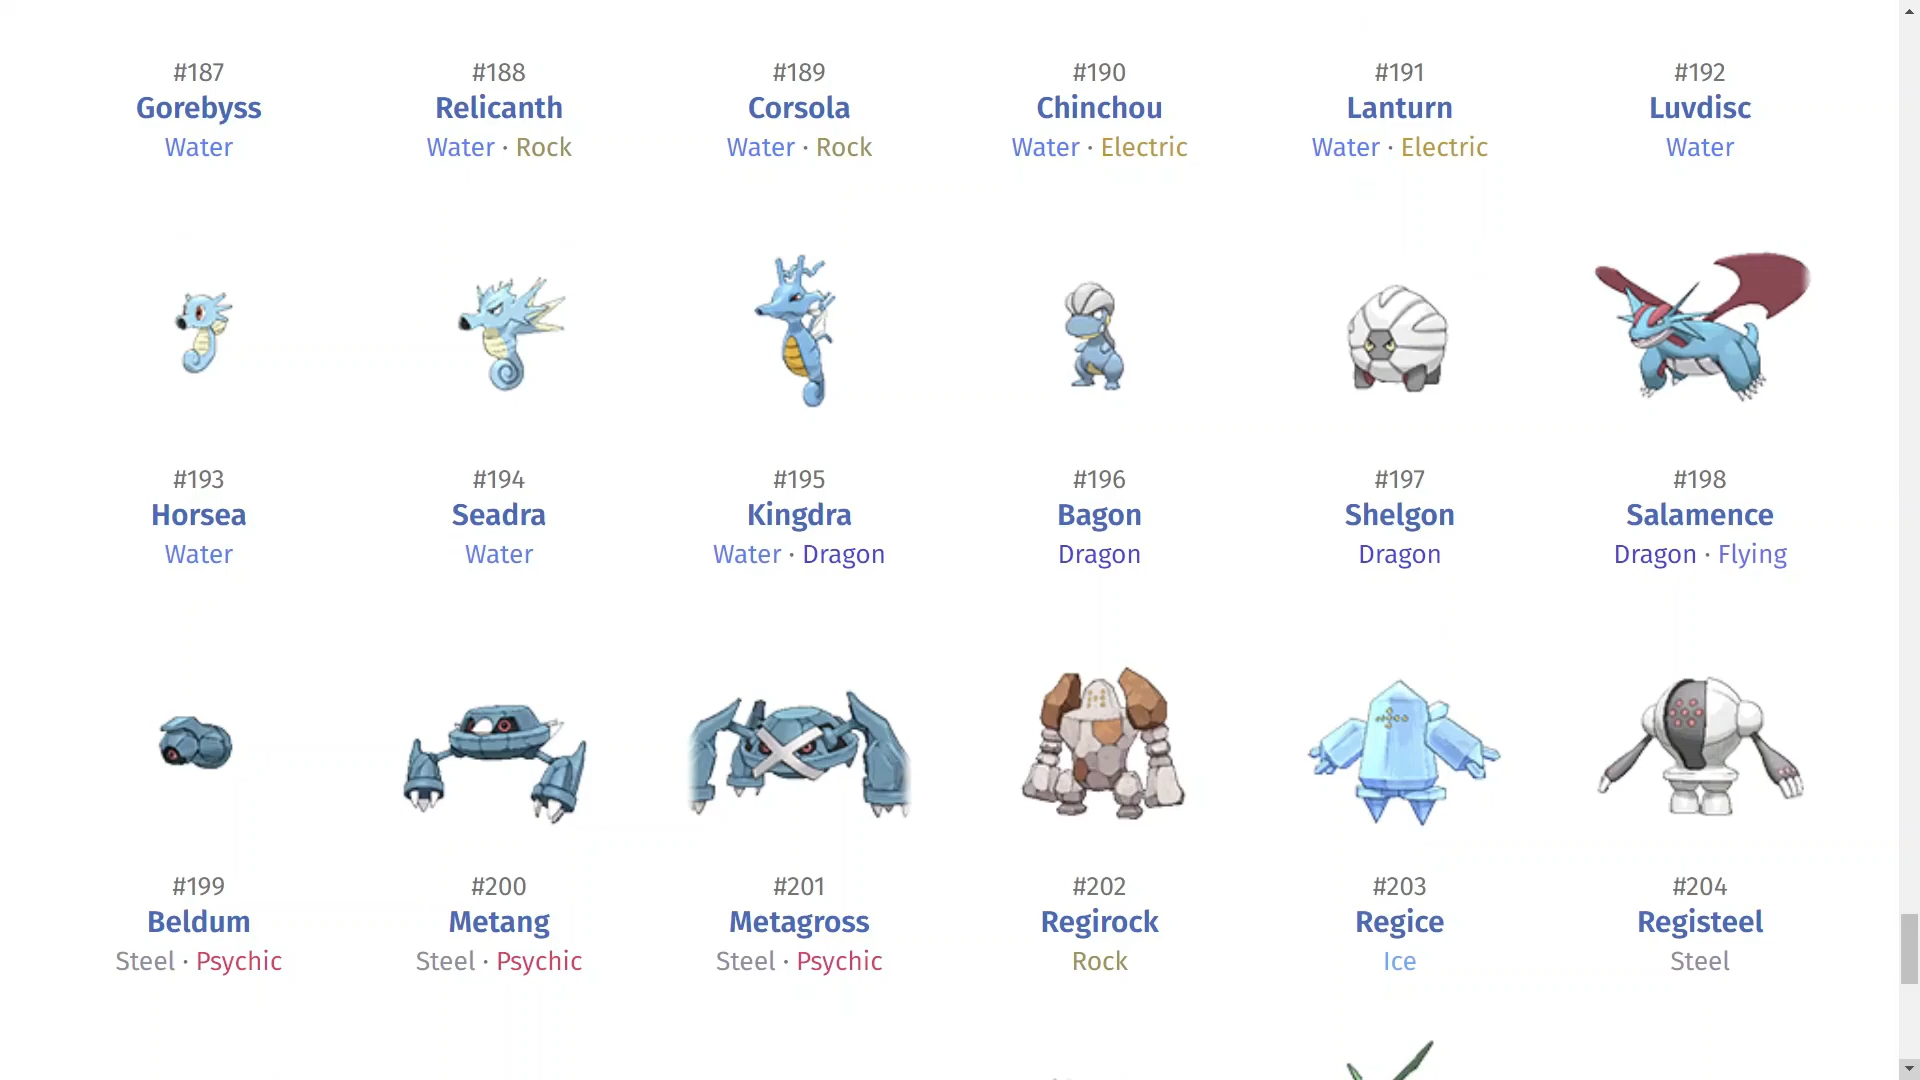 #187 #188 #189 #190 #191 #192
Gorebyss Relicanth Corsola Chinchou Lanturn Luvdisc
Water Water · Rock Water · Rock Water · Electric Water · Electric Water
#193 #194 #195 #196 #197 #198
Horsea Seadra Kingdra Bagon Shelgon Salamence
Water Water Water · Dragon Dragon Dragon Dragon · Flying
#199 #200 #201 #202 #203 #204
Beldum Metang Metagross Regirock Regice Registeel
Steel · Psychic Steel · Psychic Steel · Psychic Rock Ice Steel